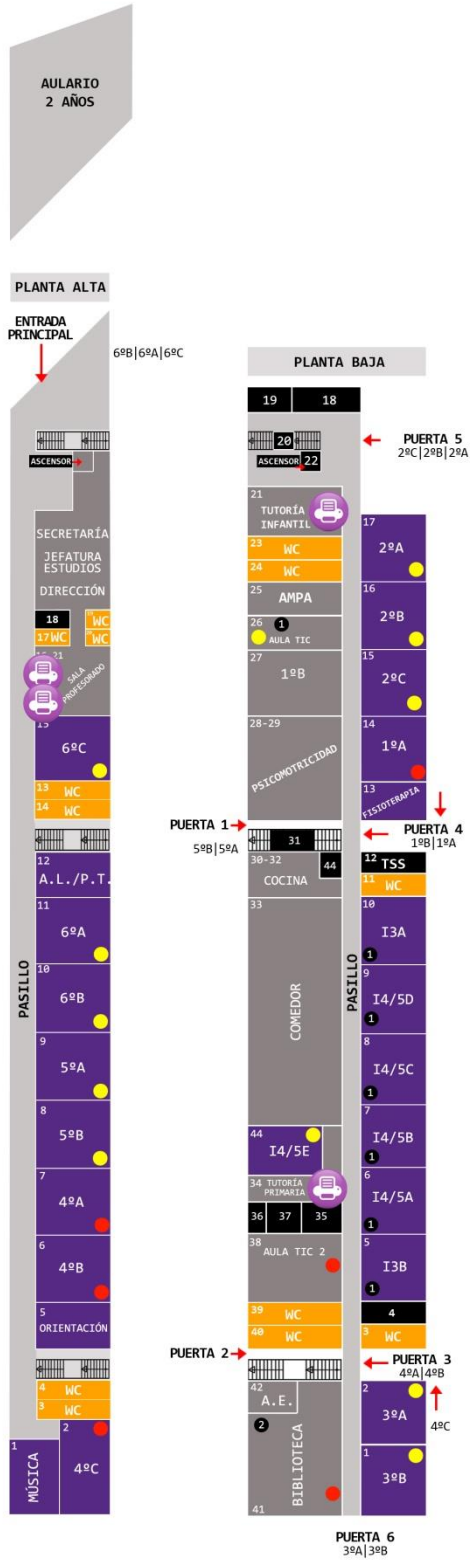 AULARIO
2 AÑOS
PLANTA ALTA
ENTRADA
PRINCIPAL
6ºB|6ºA|6ºC
ASCENSOR
SECRETARÍA
JEFATURA
ESTUDIOS
DIRECCIÓN
18
WC
17 WC
WC
21
SALA
PROFESORADO
15
6ºC
13 WC
14 WC
12
A.L./P.T.
11
6ºA
10
6ºB
9
5ºA
8
5ºB
7
4ºA
6
4ºB
5
ORIENTACIÓN
4 WC
3 WC
2
4ºC
1
MÚSICA
PASILLO
PLANTA BAJA
19
18
20
ASCENSOR
22
PUERTA 5
2ºC|2ºB|2ºA
21
TUTORÍA
INFANTIL
23 WC
24 WC
25
AMPA
26
1
AULA TIC
27
1ºB
28-29
PSICOMOTRICIDAD
17
2ºA
16
2ºB
15
2ºC
14
1ºA
13
FISIOTERAPIA
PUERTA 1
5ºB|5ºA
31
PUERTA 4
1ºB|1ºA
30-32
COCINA
44
33
COMEDOR
PASILLO
12 TSS
11 WC
10
I3A
1
9
I4/5D
1
8
I4/5C
1
7
I4/5B
1
6
I4/5A
1
5
I3B
1
4
3 WC
44
I4/5E
34 TUTORÍA
PRIMARIA
36
37
35
38
AULA TIC 2
39 WC
40 WC
PUERTA 2
PUERTA 3
4ºA|4ºB
4ºC
42
A.E.
2
BIBLIOTECA
41
2
3ºA
1
3ºB
PUERTA 6
3ºA|3ºB